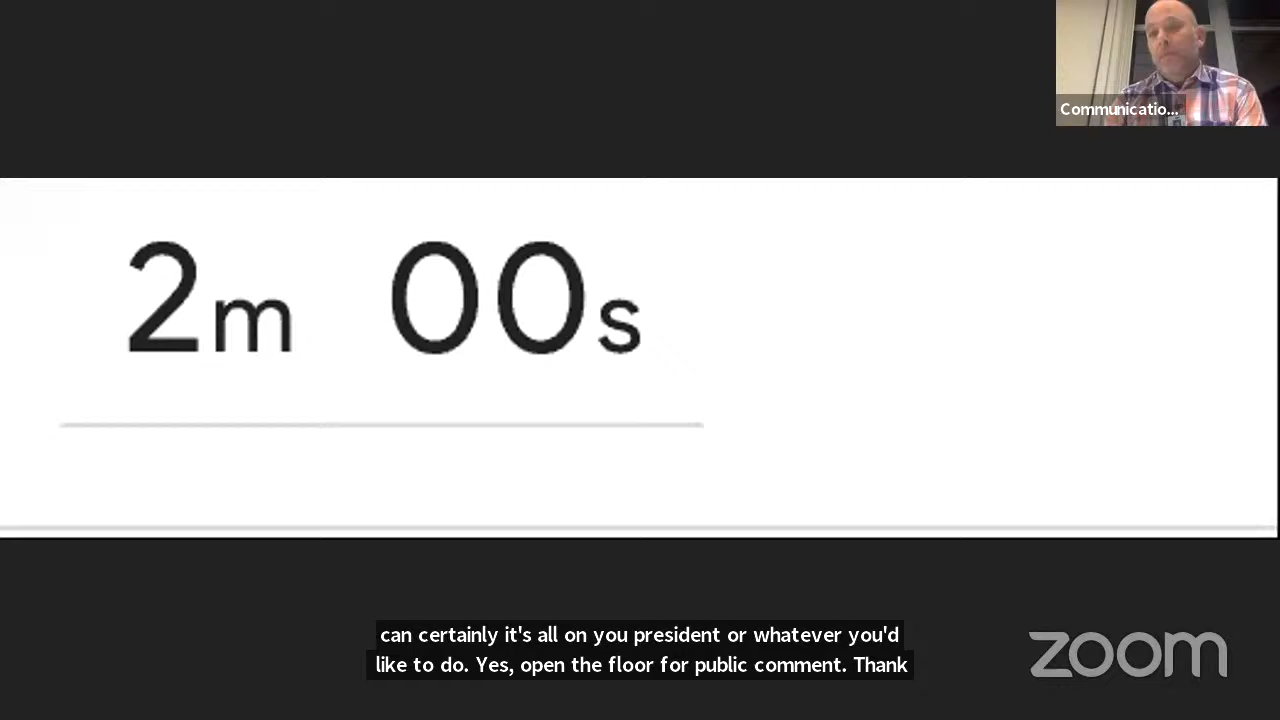 Communicatio...
2m 00s
can certainly it's all on you president or whatever you'd
like to do. Yes, open the floor for public comment. Thank
zoom